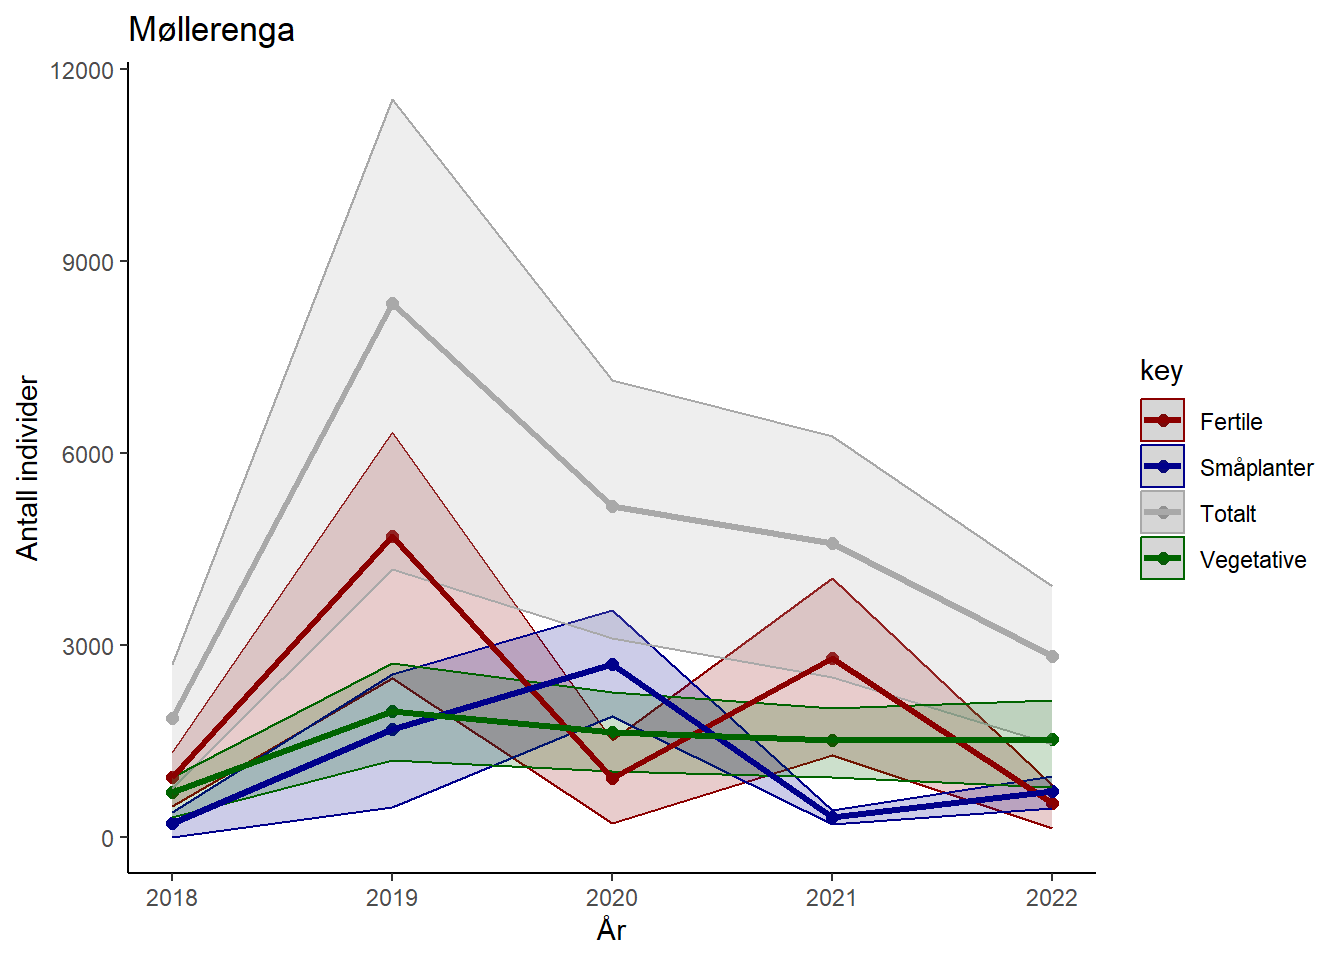 Møllerenga
Antall individer
12000
9000
6000
3000
0
2018 2019 2020 2021 2022
År
key
Fertile
Småplanter
Totalt
Vegetative